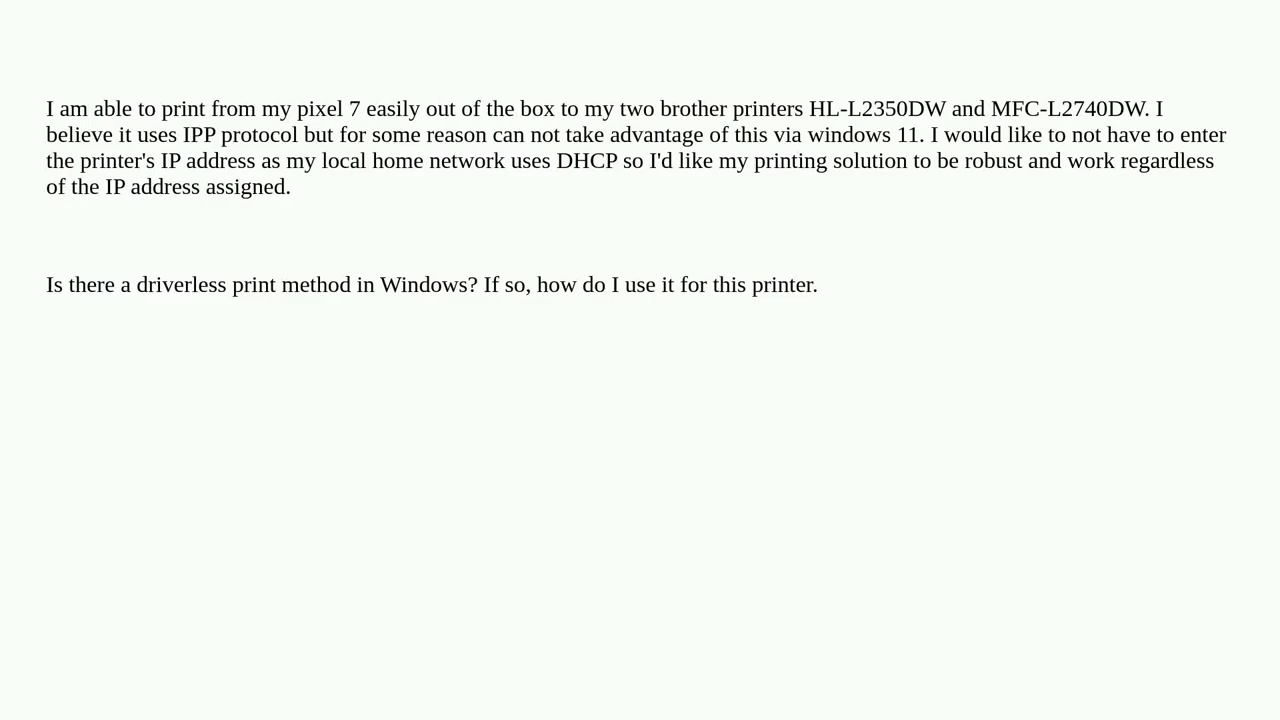 I am able to print from my pixel 7 easily out of the box to my two brother printers HL-L2350DW and MFC-L2740DW. I
believe it uses IPP protocol but for some reason can not take advantage of this via windows 11. I would like to not have to enter
the printer's IP address as my local home network uses DHCP so I'd like my printing solution to be robust and work regardless
of the IP address assigned.
Is there a driverless print method in Windows? If so, how do I use it for this printer.